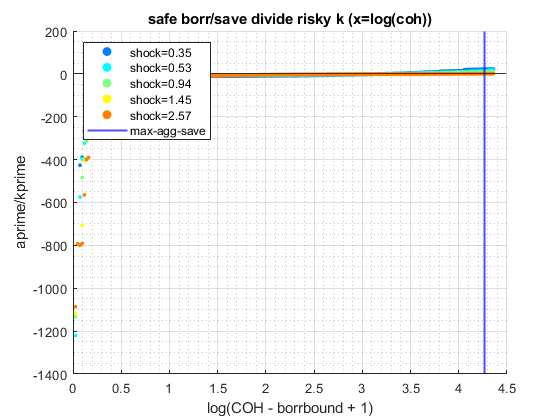 safe borr/save divide risky k (x=log(coh))
200
0
-200
-400
-600
-800
-1000
-1200
-1400
aprime/kprime
shock=0.35
shock=0.53
shock=0.94
shock=1.45
shock=2.57
max-agg-save
0 0.5 1 1.5 2 2.5 3 3.5 4 4.5
log(COH - borrbound + 1)